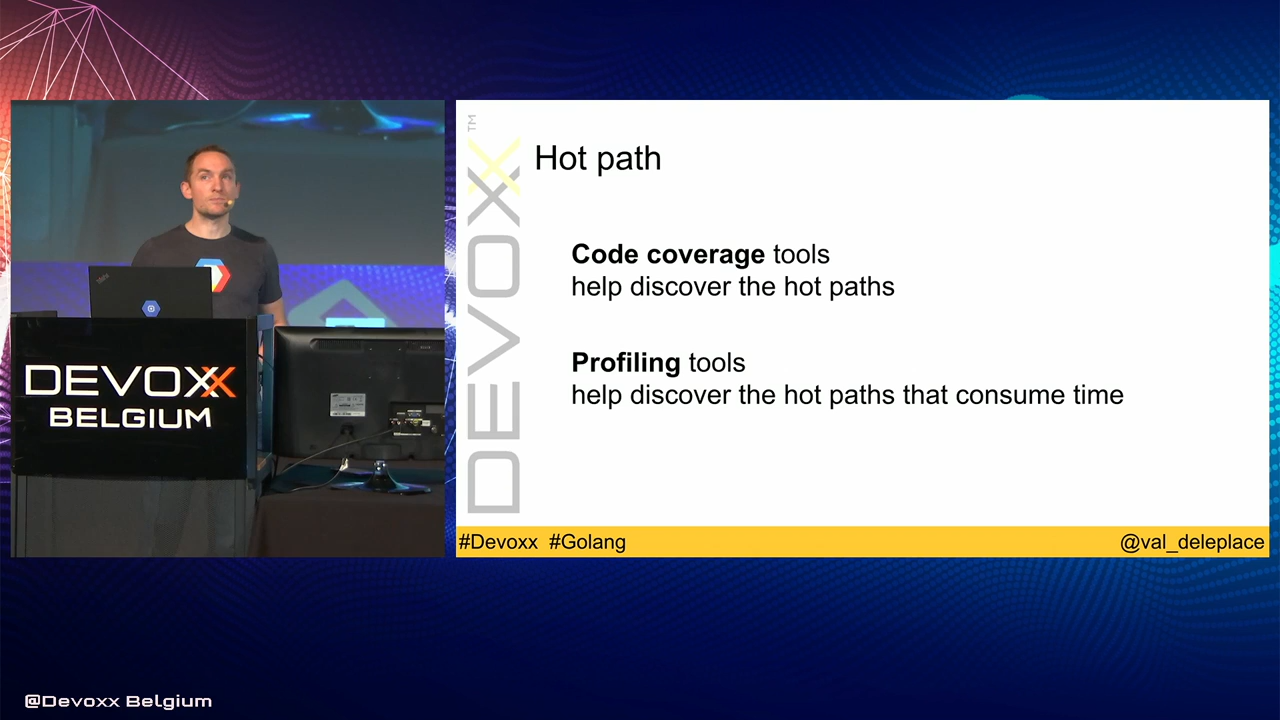 DEVOXX
BELGIUM
DEVOXX™
Hot path
Code coverage tools
help discover the hot paths
Profiling tools
help discover the hot paths that consume time
#Devoxx #Golang
@val_deleplace
@Devoxx Belgium